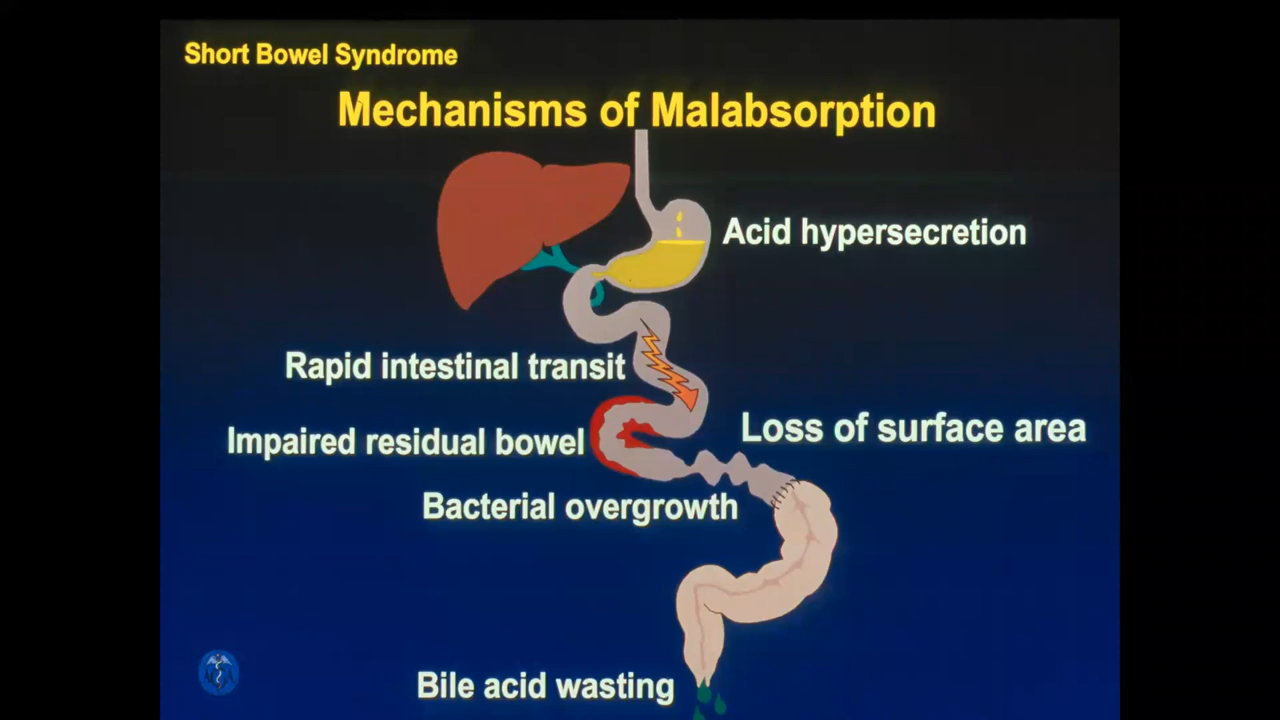 Short Bowel Syndrome
Mechanisms of Malabsorption
Acid hypersecretion
Rapid intestinal transit
Impaired residual bowel
Loss of surface area
Bacterial overgrowth
Bile acid wasting